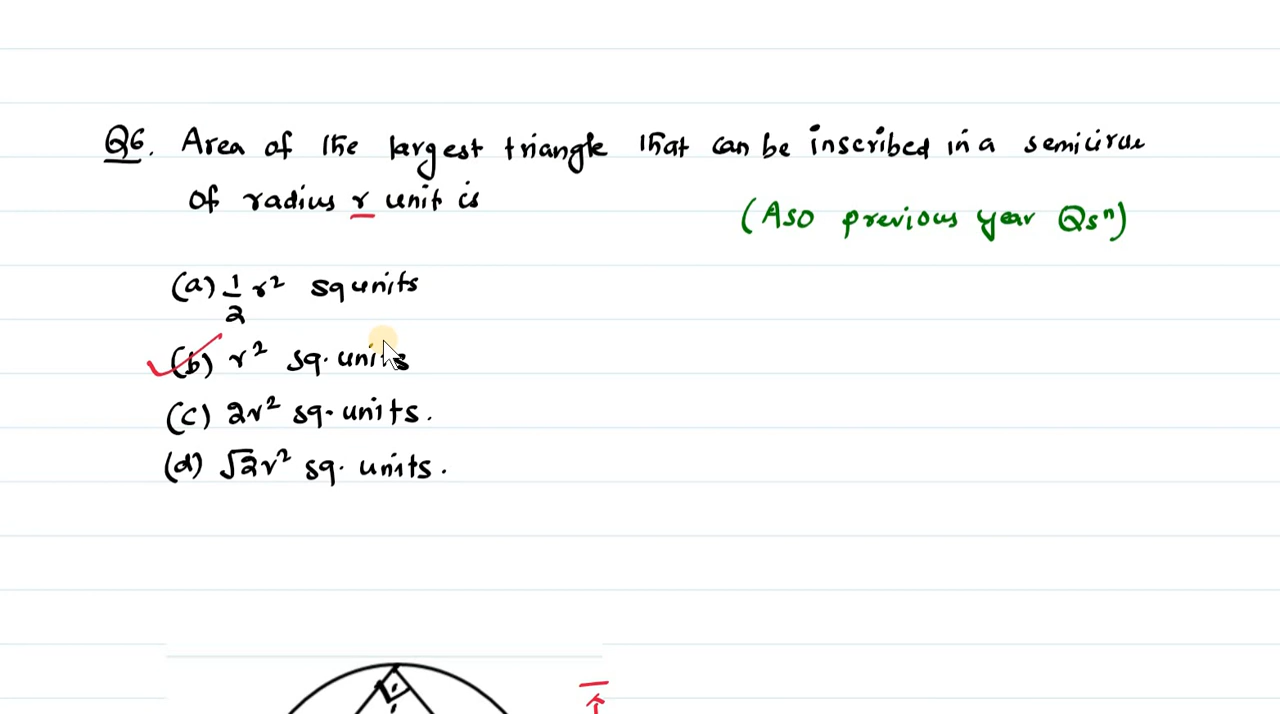 Q6. Area of the largest triangle that can be inscribed in a semicircle
of radius r unit is
(Aso previous year Qsⁿ)
(a) 1/2 r² sq units
(b) r² sq. units
(c) 2r² sq. units.
(d) √2r² sq. units.